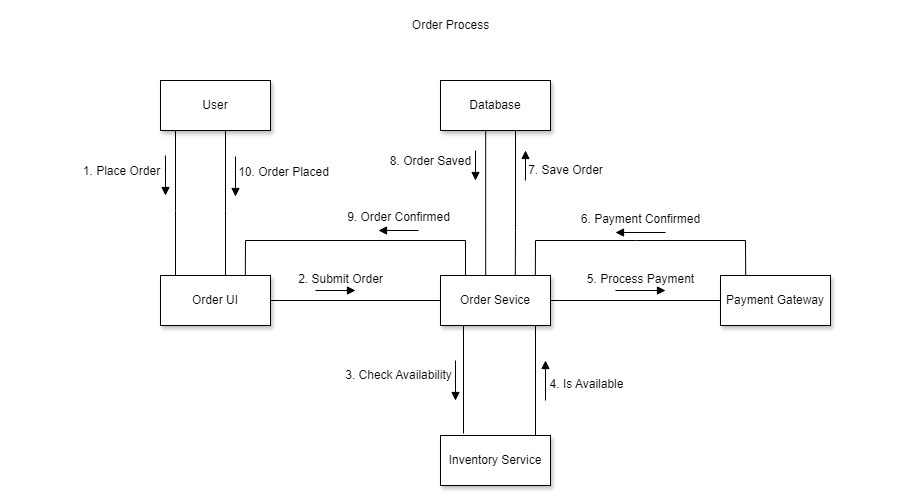 Order Process
User
Database
1. Place Order
10. Order Placed
8. Order Saved
7. Save Order
9. Order Confirmed
6. Payment Confirmed
Order UI
2. Submit Order
Order Sevice
5. Process Payment
Payment Gateway
3. Check Availability
4. Is Available
Inventory Service